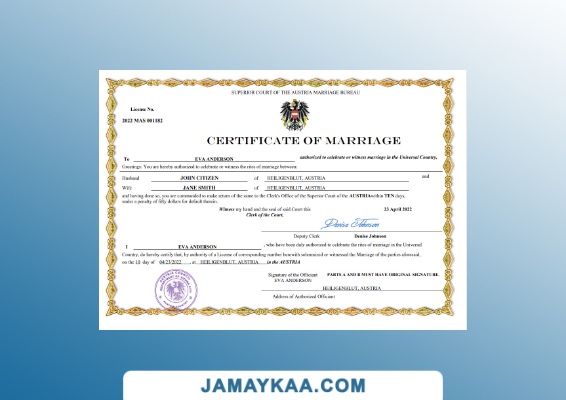 SUPERIOR COURT OF THE AUSTRIA MARRIAGE BUREAU
License No.
2022 MAS 001182
CERTIFICATE OF MARRIAGE
To EVA ANDERSON authorized to celebrate or witness marriage in the Universal Country,
Greetings: You are hereby authorized to celebrate or witness the rites of marriage between:
Husband JOHN CITIZEN of HEILIGENBLUT, AUSTRIA and
Wife JANE SMITH of HEILIGENBLUT, AUSTRIA
and having dove so, you are commanded to make return of the same to the Clerk's Office of the Superior Court of the AUSTRIA within TEN days,
under a penalty of fifty dollars for default therein.
Witness my hand and the seal of said Court this 23 April 2022
Clerk of the Court,
Denise Johnson
Deputy Clerk Denise Johnson
I EVA ANDERSON , who have been duly authorized to celebrate the rites of marriage in the Universal
Country, do hereby certify that, by authority of a License of corresponding number herewith submitted or witnessed the Marriage of the parties aforesaid,
on the day of 04/23/2022 , at HEILIGENBLUT, AUSTRIA in the AUSTRIA
Signature of the Officiant PARTS A AND B MUST HAVE ORIGINAL SIGNATURE
EVA ANDERSON
HEILIGENBLUT, AUSTRIA
Address of Authorized Officiant
JAMAYKAA.COM